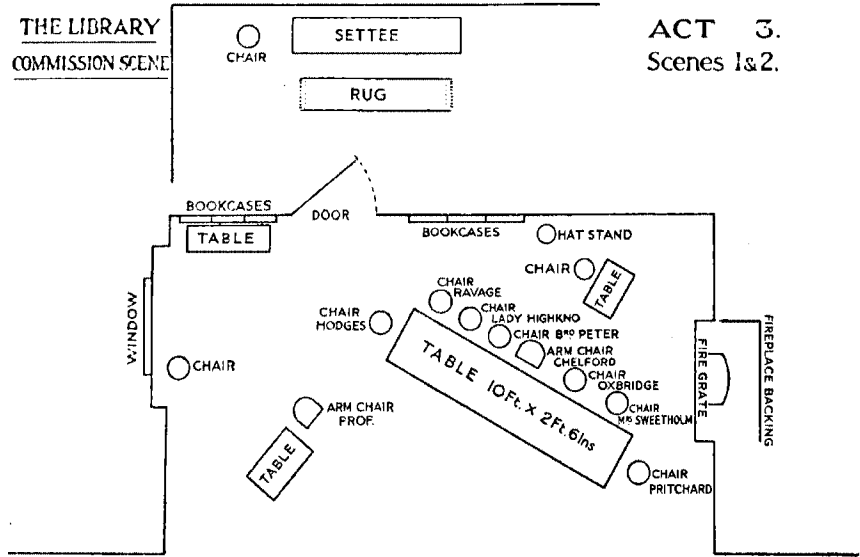 THE LIBRARY
COMMISSION SCENE
ACT 3.
Scenes 1&2.
CHAIR
SETTEE
RUG
BOOKCASES
DOOR
BOOKCASES
TABLE
HAT STAND
CHAIR
TABLE
WINDOW
CHAIR
CHAIR
HODGES
CHAIR
RAVAGE
CHAIR
LADY HIGHKNO
CHAIR BRO PETER
ARM CHAIR
CHELFORD
CHAIR
OXBRIDGE
CHAIR
MRS SWEETHOLM
TABLE 10Ft. x 2Ft. 6Ins
FIRE GRATE
FIREPLACE BACKING
ARM CHAIR
PROF.
TABLE
CHAIR
PRITCHARD